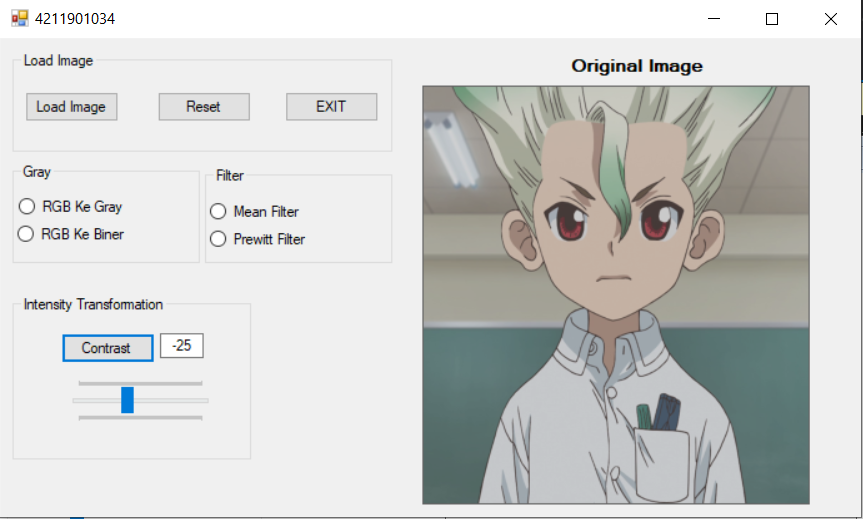 4211901034
Load Image
Load Image
Reset
EXIT
Original Image
Gray
RGB Ke Gray
RGB Ke Biner
Filter
Mean Filter
Prewitt Filter
Intensity Transformation
Contrast
-25